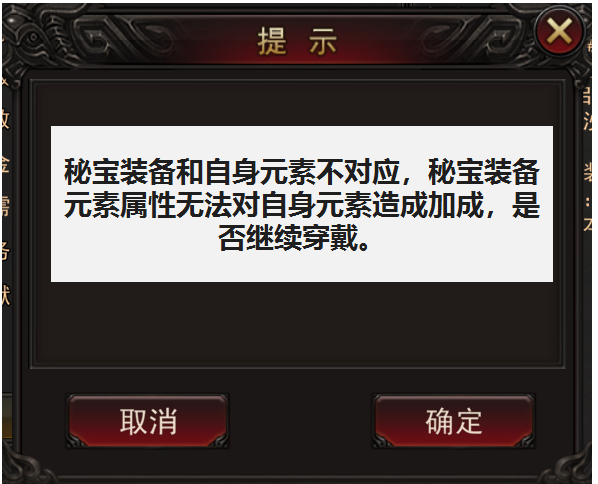 提 示
秘宝装备和自身元素不对应，秘宝装备
元素属性无法对自身元素造成加成，是
否继续穿戴。
取消
确定